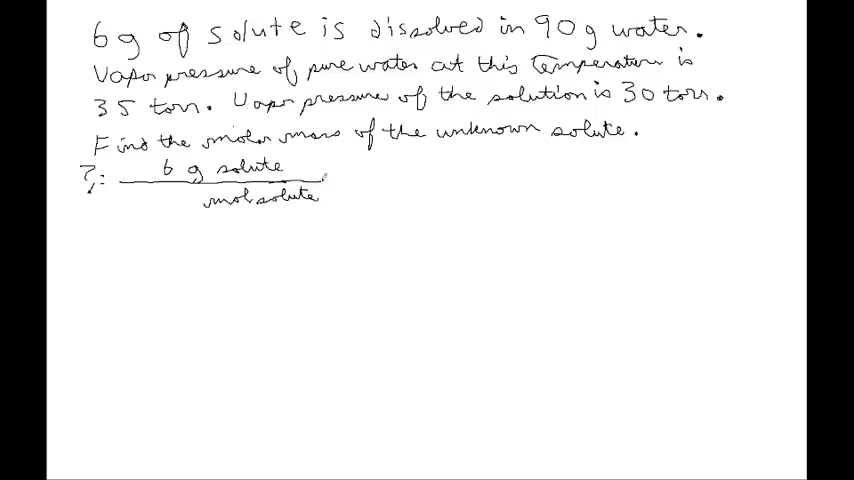 6 g of solute is dissolved in 90 g water.
Vapor pressure of pure water at this Temperature is
35 torr. Vapor pressure of the solution is 30 torr.
Find the molar mass of the unknown solute.
?= 6 g solute
mol solute